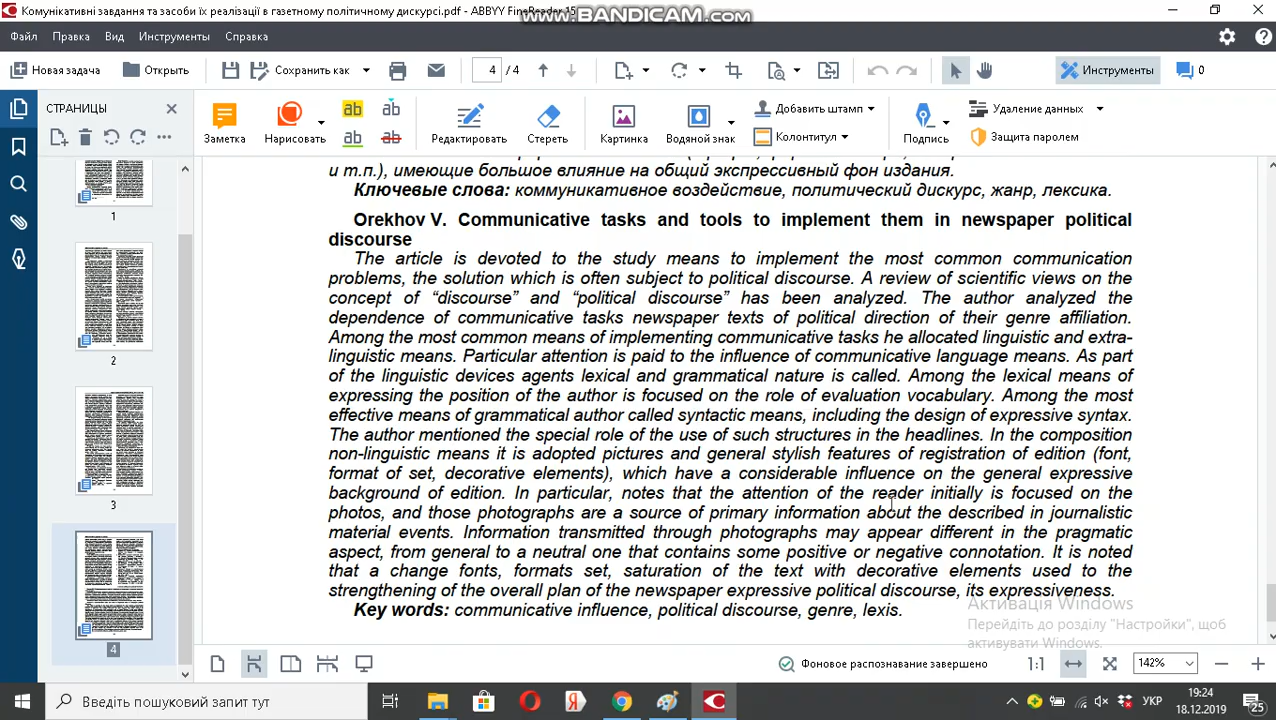 Комунікативні завдання та засоби їх реалізації в газетному політичному дискурсі.pdf - ABBYY FineReader 15
www.BANDICAM.com
Файл Правка Вид Инструменты Справка
Новая задача Открыть Сохранить как 4 / 4 Инструменты 0
СТРАНИЦЫ
Заметка Нарисовать Редактировать Стереть Картинка Водяной знак Добавить штамп Колонтитул Подпись Удаление данных Защита паролем
и т.п.), имеющие большое влияние на общий экспрессивный фон издания.
Ключевые слова: коммуникативное воздействие, политический дискурс, жанр, лексика.
Orekhov V. Communicative tasks and tools to implement them in newspaper political
discourse
The article is devoted to the study means to implement the most common communication
problems, the solution which is often subject to political discourse. A review of scientific views on the
concept of “discourse” and “political discourse” has been analyzed. The author analyzed the
dependence of communicative tasks newspaper texts of political direction of their genre affiliation.
Among the most common means of implementing communicative tasks he allocated linguistic and extra-
linguistic means. Particular attention is paid to the influence of communicative language means. As part
of the linguistic devices agents lexical and grammatical nature is called. Among the lexical means of
expressing the position of the author is focused on the role of evaluation vocabulary. Among the most
effective means of grammatical author called syntactic means, including the design of expressive syntax.
The author mentioned the special role of the use of such structures in the headlines. In the composition
non-linguistic means it is adopted pictures and general stylish features of registration of edition (font,
format of set, decorative elements), which have a considerable influence on the general expressive
background of edition. In particular, notes that the attention of the reader initially is focused on the
photos, and those photographs are a source of primary information about the described in journalistic
material events. Information transmitted through photographs may appear different in the pragmatic
aspect, from general to a neutral one that contains some positive or negative connotation. It is noted
that a change fonts, formats set, saturation of the text with decorative elements used to the
strengthening of the overall plan of the newspaper expressive political discourse, its expressiveness.
Key words: communicative influence, political discourse, genre, lexis.
1
2
3
4
Активація Windows
Перейдіть до розділу "Настройки", щоб
активувати Windows.
Фоновое распознавание завершено 1:1 142%
Введіть пошуковий запит тут
УКР
19:24
18.12.2019
25